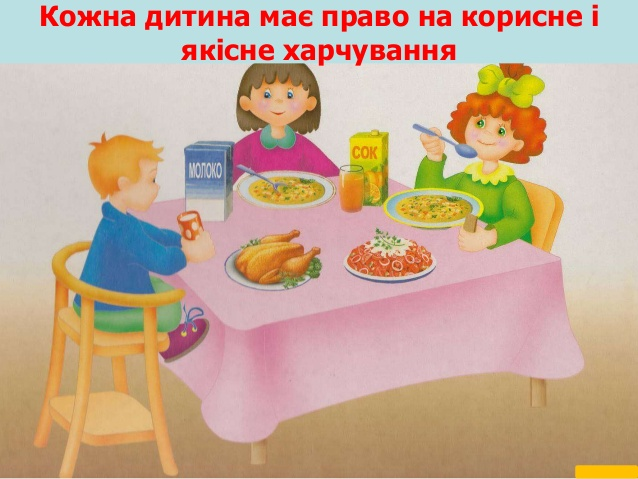 Кожна дитина має право на корисне і
якісне харчування
МОЛОКО
СОК